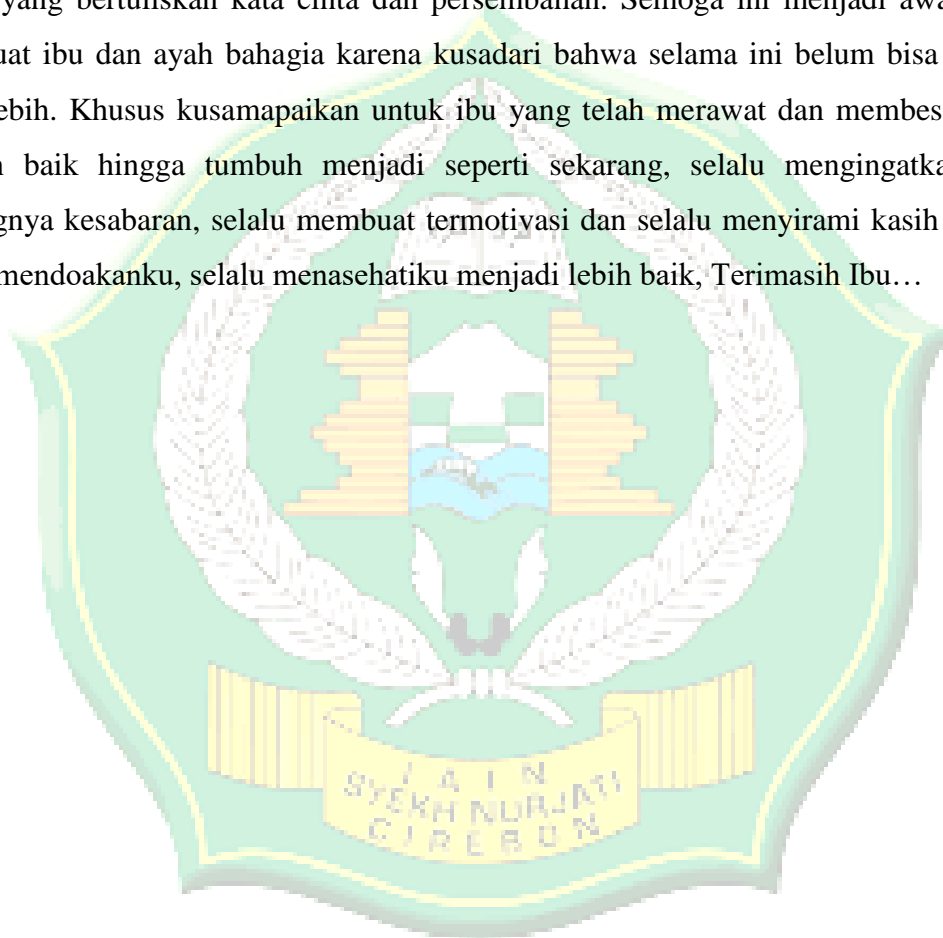 yang bertuliskan kata cinta dan persembahan. Semoga ini menjadi awa
uat ibu dan ayah bahagia karena kusadari bahwa selama ini belum bisa
ebih. Khusus kusamapaikan untuk ibu yang telah merawat dan membes
n baik hingga tumbuh menjadi seperti sekarang, selalu mengingatka
gnya kesabaran, selalu membuat termotivasi dan selalu menyirami kasih
mendoakanku, selalu menasehatiku menjadi lebih baik, Terimasih Ibu…
IAIN
SYEKH NURJATI
CIREBON